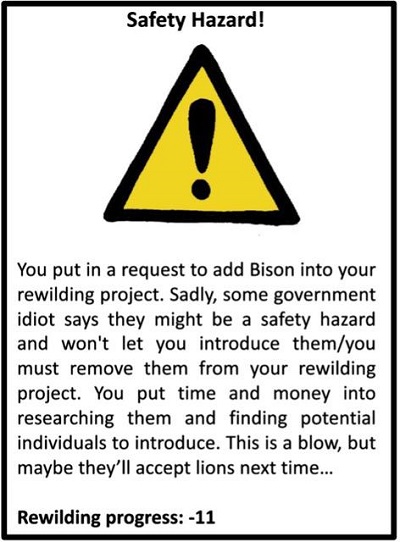 Safety Hazard!
You put in a request to add Bison into your
rewilding project. Sadly, some government
idiot says they might be a safety hazard
and won't let you introduce them/you
must remove them from your rewilding
project. You put time and money into
researching them and finding potential
individuals to introduce. This is a blow, but
maybe they’ll accept lions next time…
Rewilding progress: -11